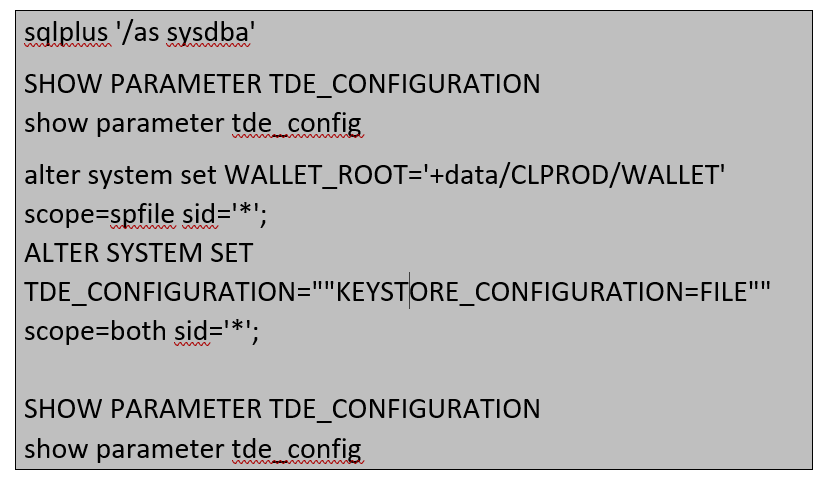 sqlplus '/as sysdba'
SHOW PARAMETER TDE_CONFIGURATION
show parameter tde_config
alter system set WALLET_ROOT='+data/CLPROD/WALLET'
scope=spfile sid='*';
ALTER SYSTEM SET
TDE_CONFIGURATION=""KEYSTORE_CONFIGURATION=FILE""
scope=both sid='*';
SHOW PARAMETER TDE_CONFIGURATION
show parameter tde_config